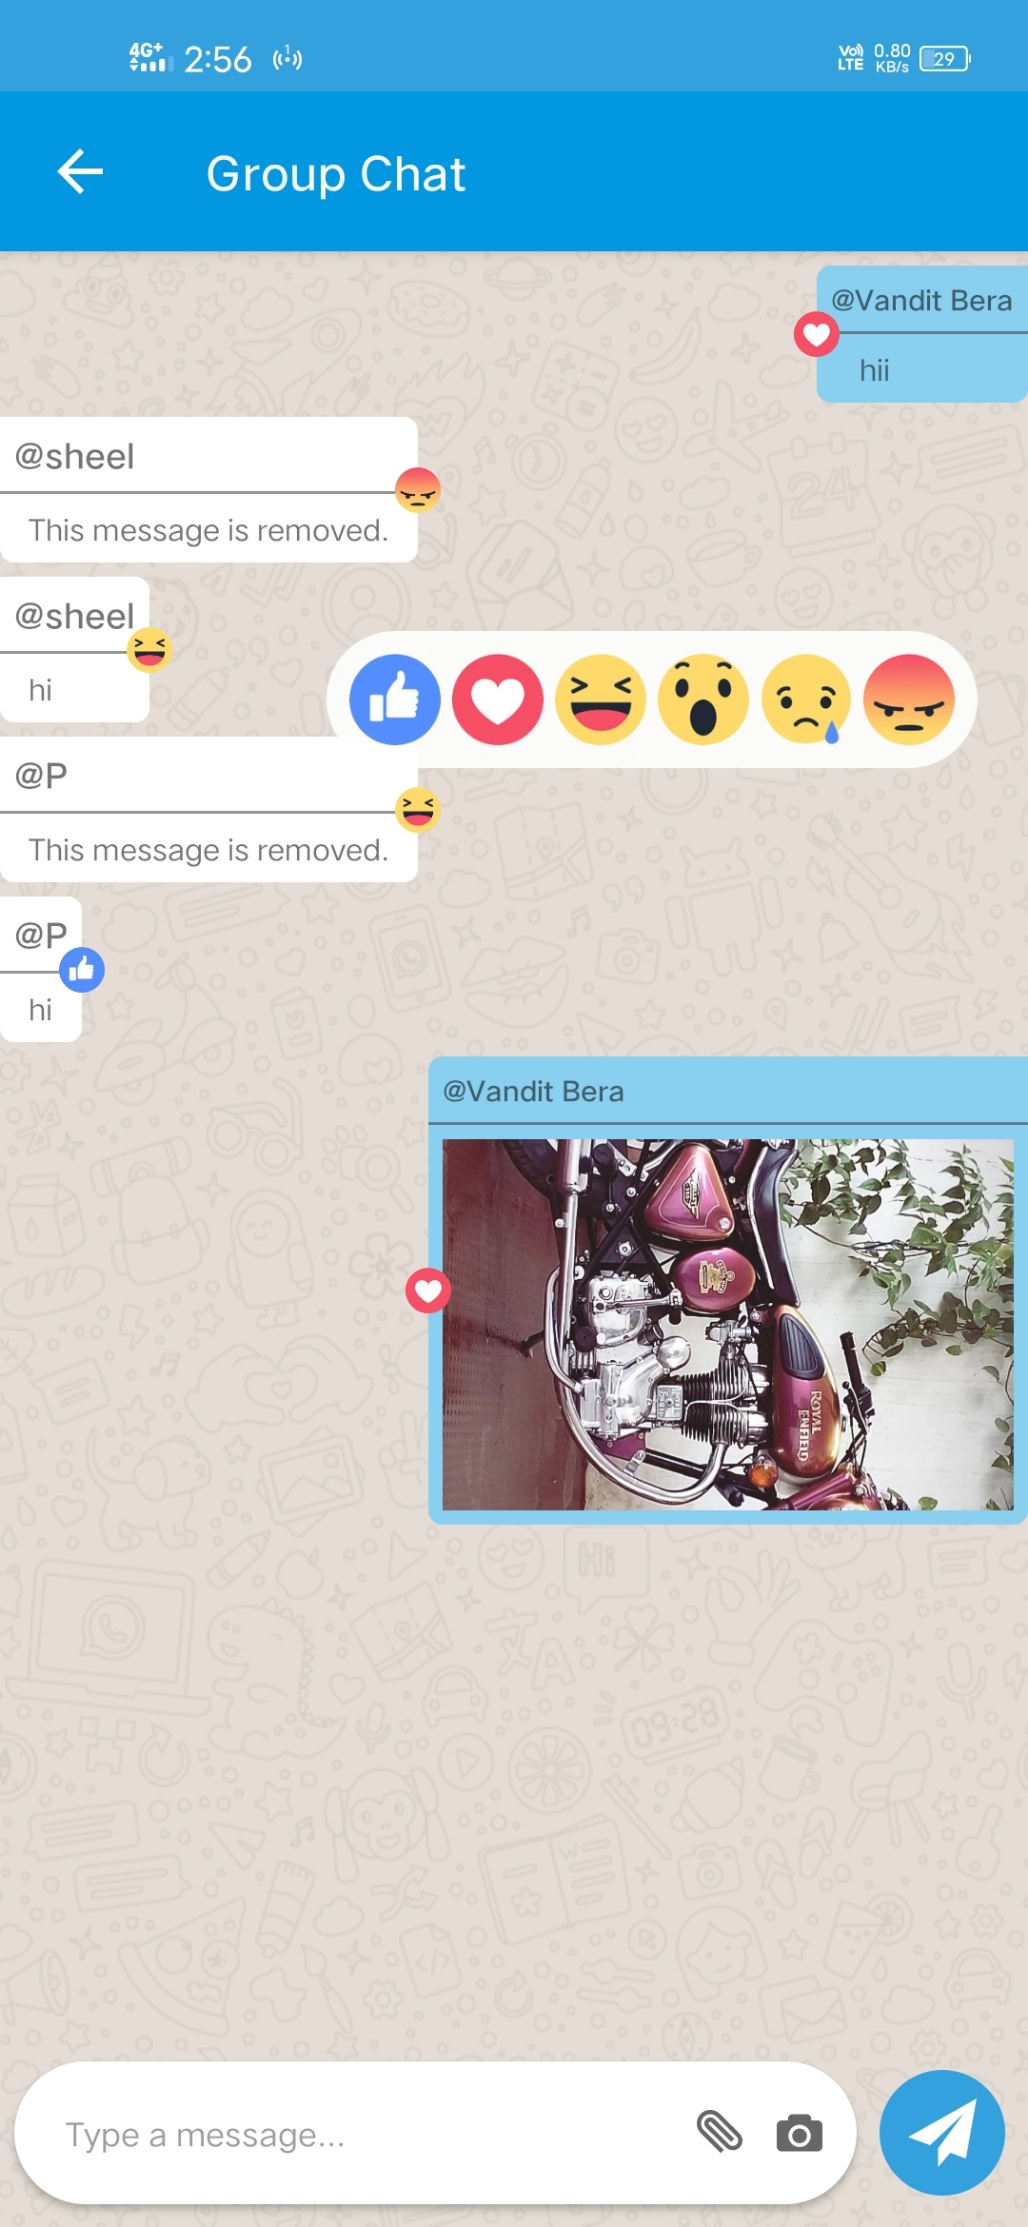 4G+ 2:56 Vo) 0.80 29
LTE KB/s
Group Chat
@Vandit Bera
hii
@sheel
This message is removed.
@sheel
hi
@P
This message is removed.
@P
hi
@Vandit Bera
ROYAL
ENFIELD
Type a message...